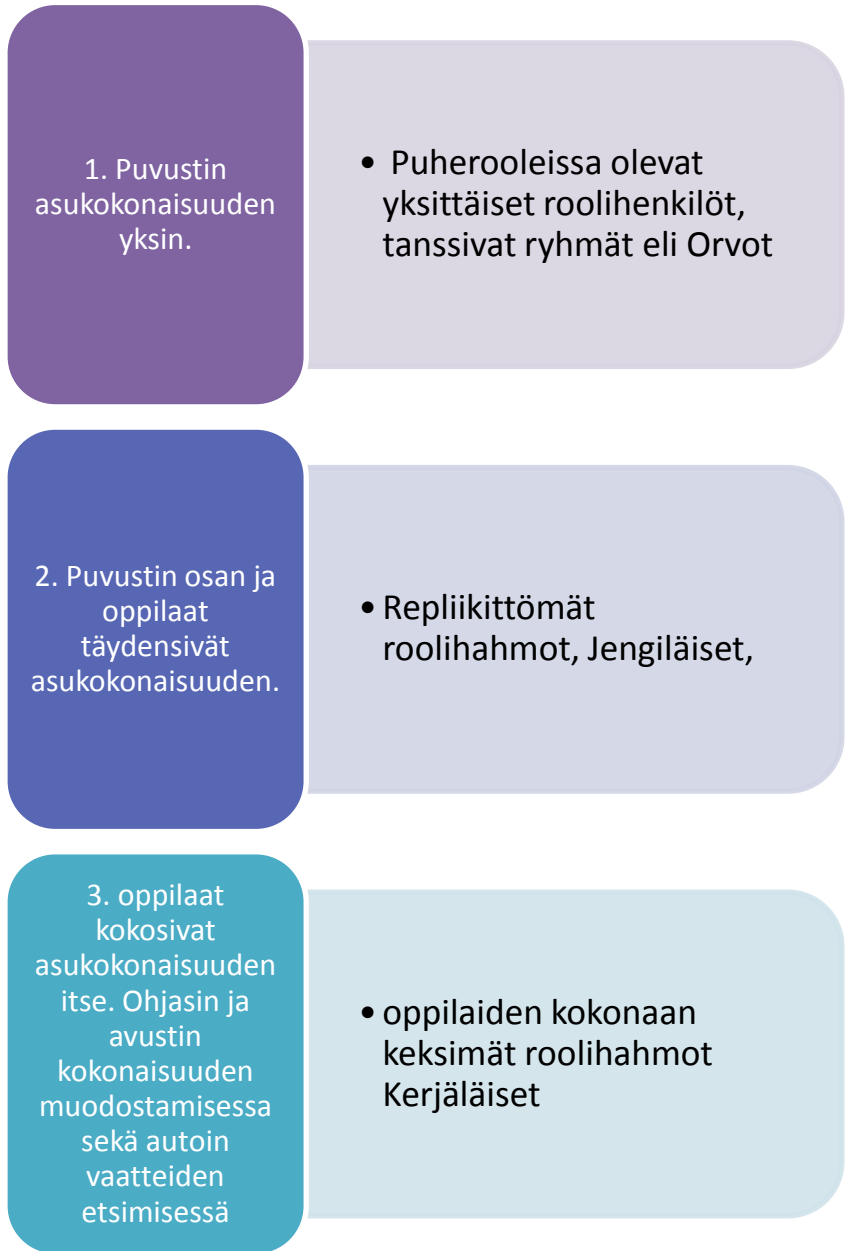 1. Puvustin
asukokonaisuuden
yksin.
• Puherooleissa olevat
yksittäiset roolihenkilöt,
tanssivat ryhmät eli Orvot
2. Puvustin osan ja
oppilaat
täydensivät
asukokonaisuuden.
• Repliikittömät
roolihahmot, Jengiläiset,
3. oppilaat
kokosivat
asukokonaisuuden
itse. Ohjasin ja
avustin
kokonaisuuden
muodostamisessa
sekä autoin
vaatteiden
etsimisessä
• oppilaiden kokonaan
keksimät roolihahmot
Kerjäläiset